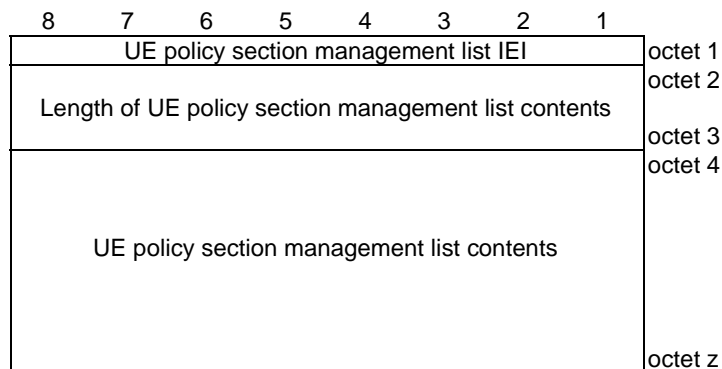 8 7 6 5 4 3 2 1
UE policy section management list IEI octet 1
octet 2
Length of UE policy section management list contents
octet 3
octet 4
UE policy section management list contents
octet z